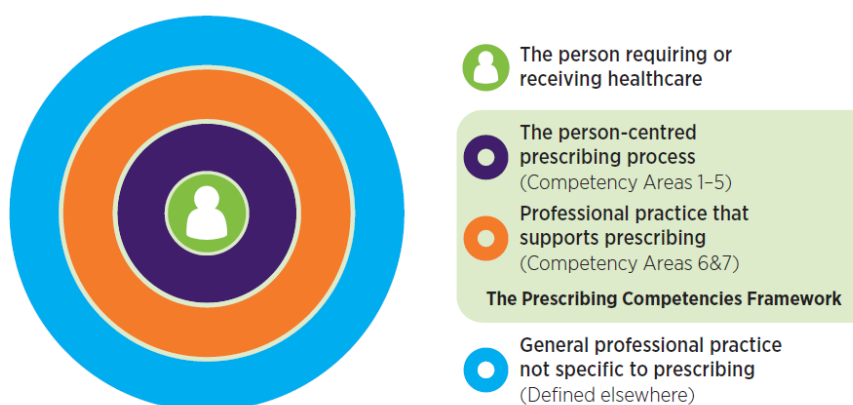 The person requiring or
receiving healthcare
The person-centred
prescribing process
(Competency Areas 1–5)
Professional practice that
supports prescribing
(Competency Areas 6&7)
The Prescribing Competencies Framework
General professional practice
not specific to prescribing
(Defined elsewhere)